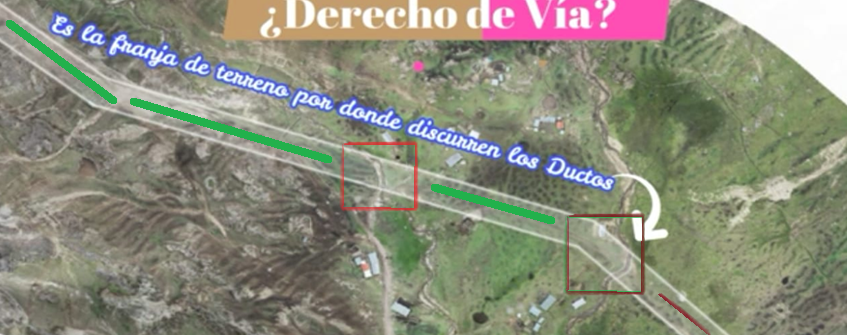 ¿Derecho de Vía?
Es la franja de terreno por donde discurren los Ductos